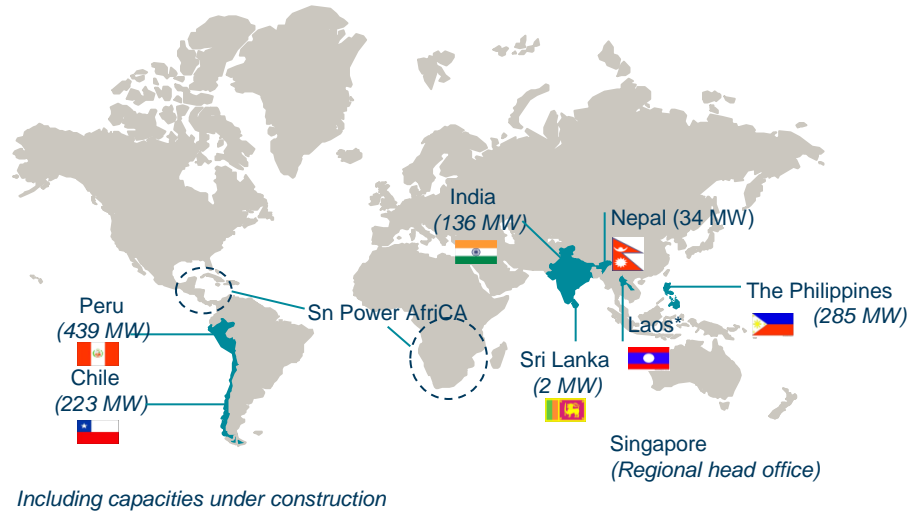 India
(136 MW)
Nepal (34 MW)
The Philippines
(285 MW)
Peru
(439 MW)
Sn Power AfriCA
Laos*
Chile
(223 MW)
Sri Lanka
(2 MW)
Singapore
(Regional head office)
Including capacities under construction